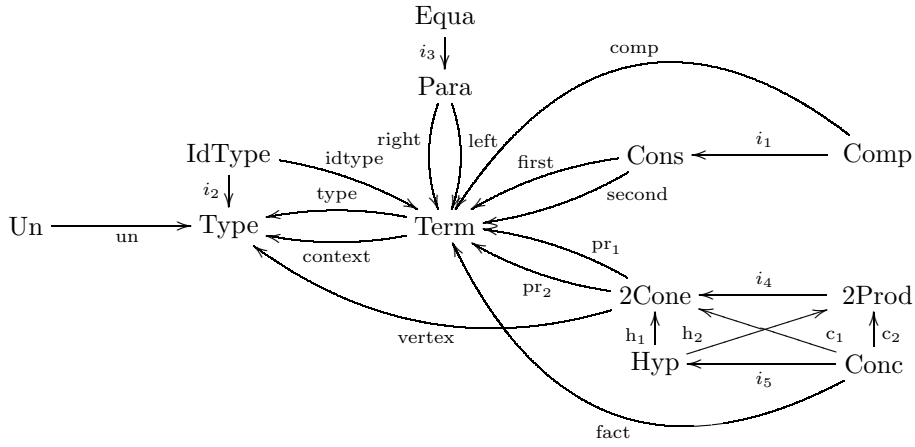 Equa
comp
i₃
Para
right
left
IdType
idtype
first
Cons
i₁
Comp
i₂
type
second
Un
un
Type
Term
context
pr₁
pr₂
2Cone
i₄
2Prod
vertex
h₁
h₂
c₁
c₂
Hyp
i₅
Conc
fact